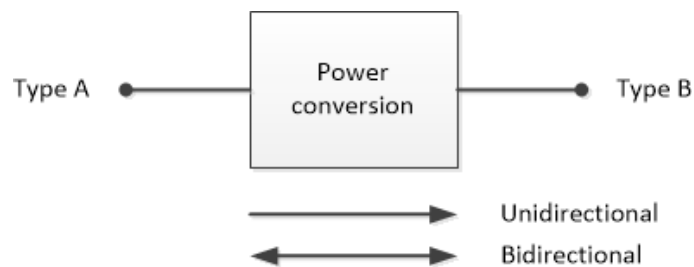 Type A
Power
conversion
Type B
Unidirectional
Bidirectional